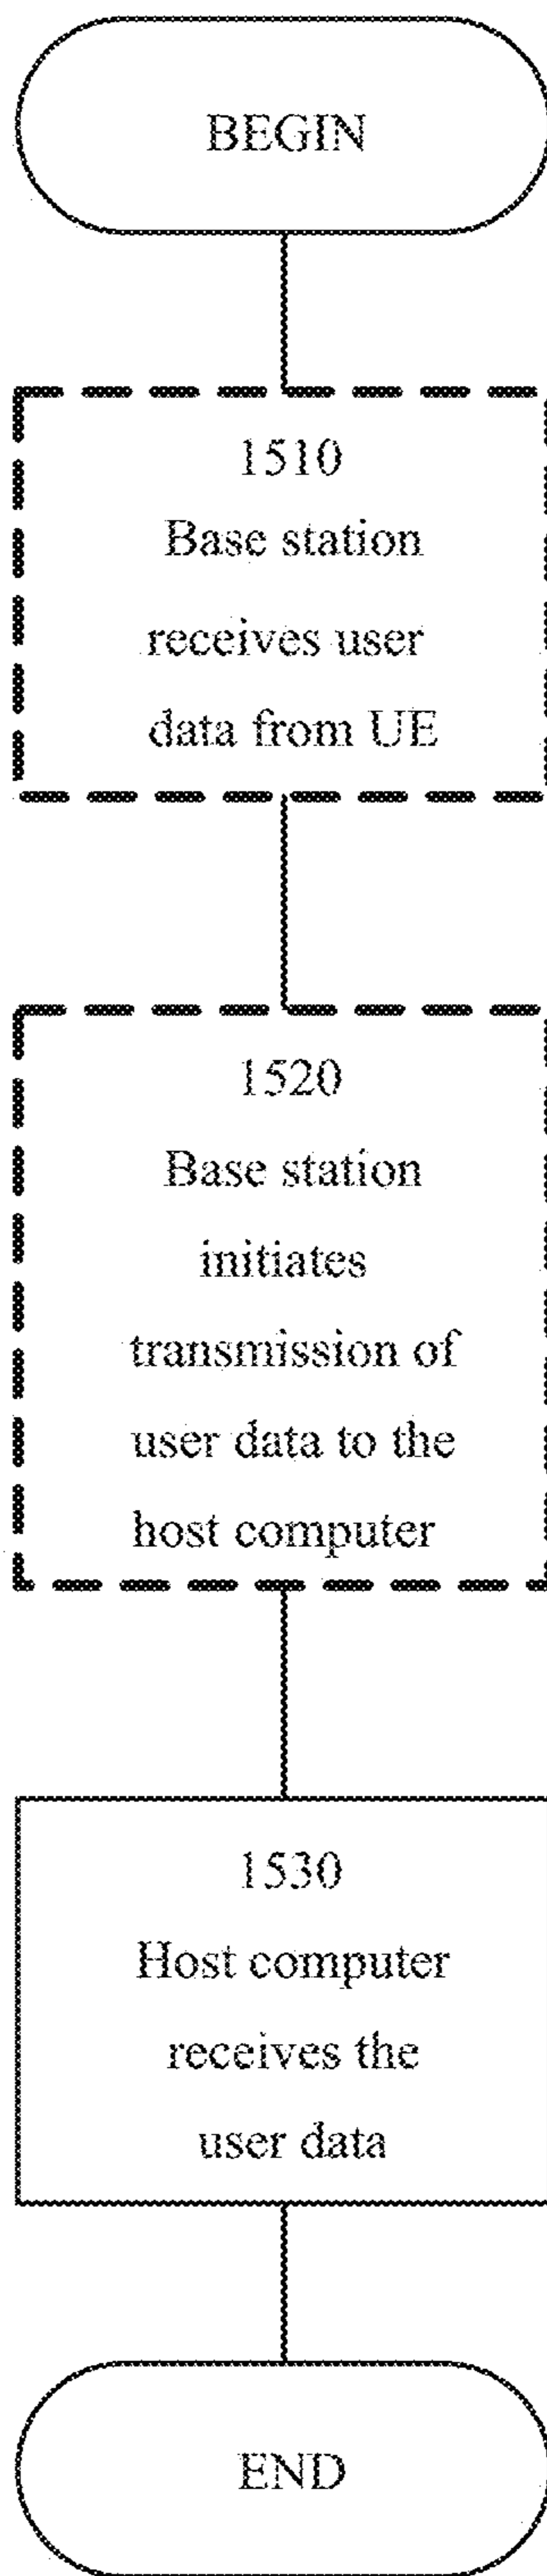 BEGIN
1510
Base station
receives user
data from UE
1520
Base station
initiates
transmission of
user data to the
host computer
1530
Host computer
receives the
user data
END